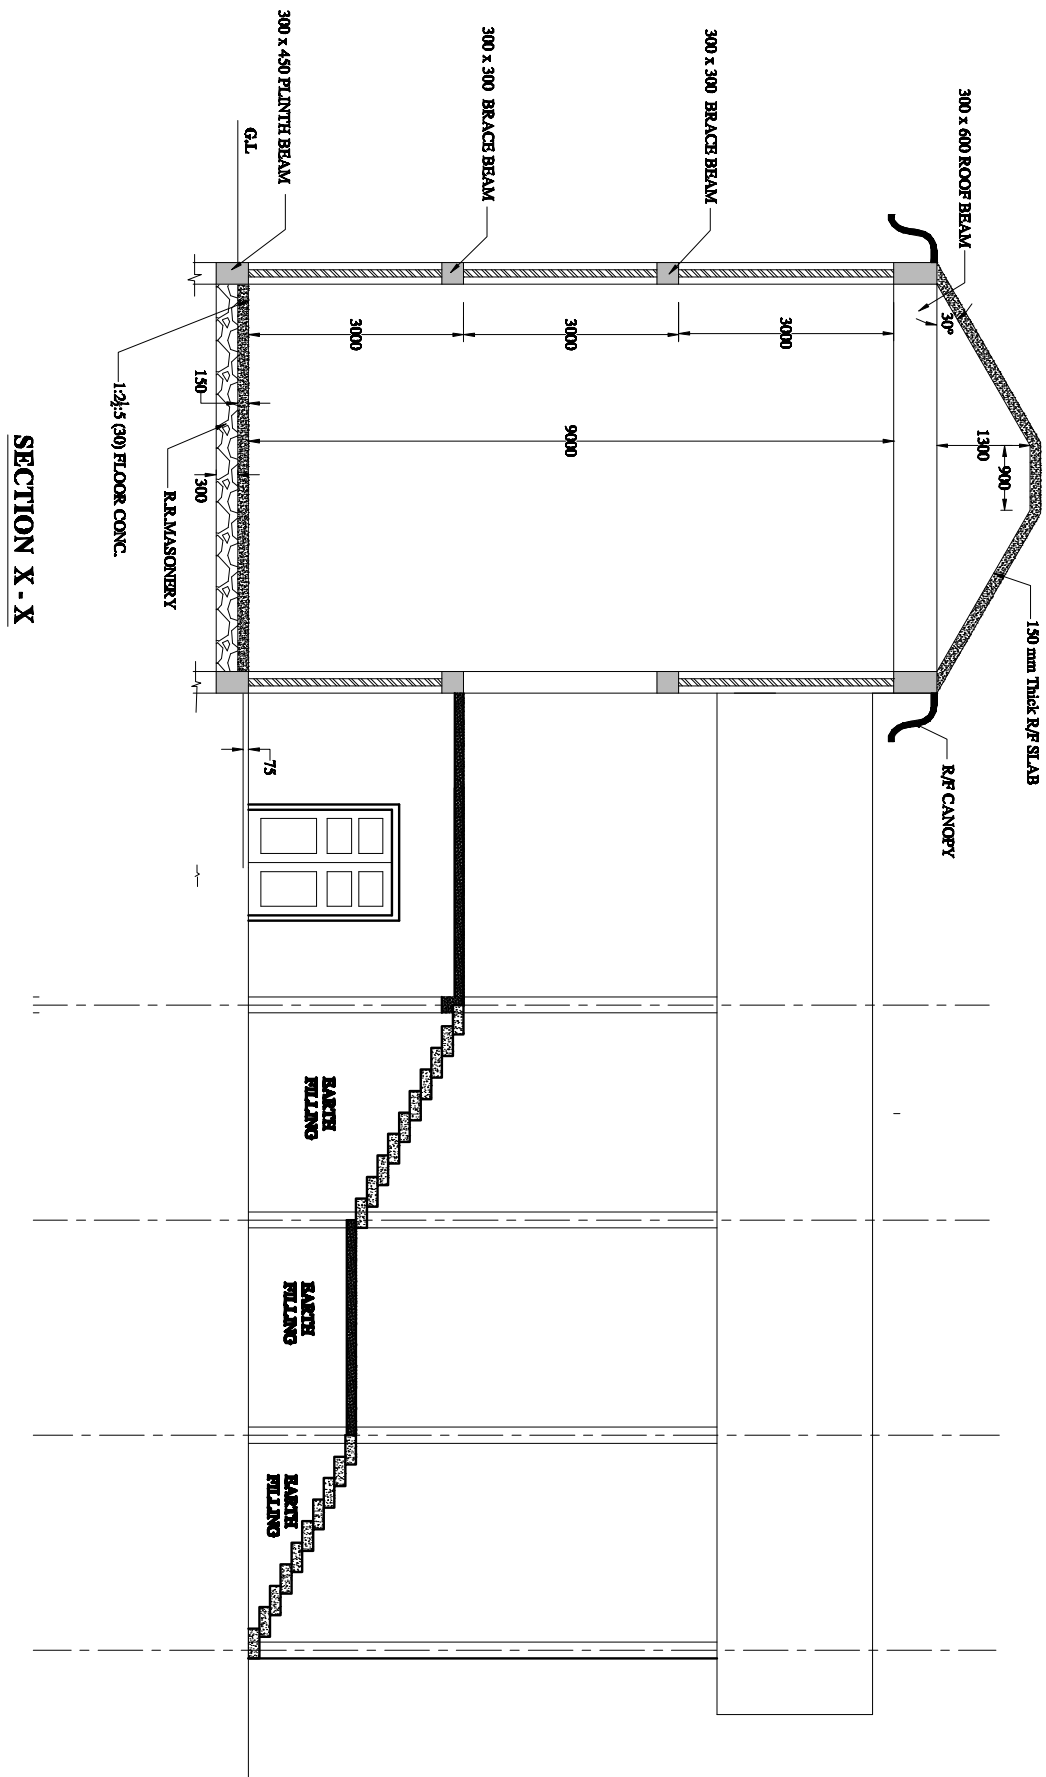 150 mm Thick R/F SLAB
900
1300
30°
300 x 600 ROOF BEAM
R/F CANOPY
3000
300 x 300 BRACE BEAM
9000
3000
300 x 300 BRACE BEAM
3000
300 x 450 PLINTH BEAM
G.L
75
150
300
R.R.MASONERY
1:2½:5 (30) FLOOR CONC.
EARTH
FILLING
EARTH
FILLING
EARTH
FILLING
SECTION X - X